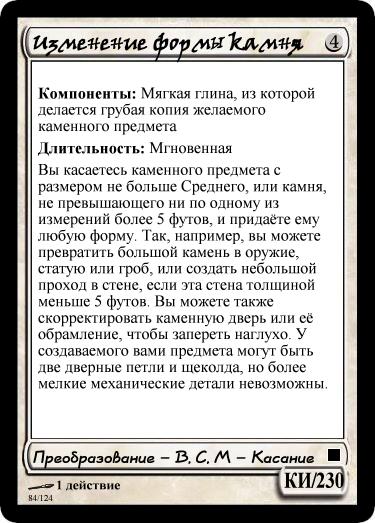 Изменение формы камня 4
Компоненты: Мягкая глина, из которой
делается грубая копия желаемого
каменного предмета
Длительность: Мгновенная
Вы касаетесь каменного предмета с
размером не больше Среднего, или камня,
не превышающего ни по одному из
измерений более 5 футов, и придаёте ему
любую форму. Так, например, вы можете
превратить большой камень в оружие,
статую или гроб, или создать небольшой
проход в стене, если эта стена толщиной
меньше 5 футов. Вы можете также
скорректировать каменную дверь или её
обрамление, чтобы запереть наглухо. У
создаваемого вами предмета могут быть
две дверные петли и щеколда, но более
мелкие механические детали невозможны.
Преобразование – В, С, М – Касание
1 действие
КИ/230
84/124